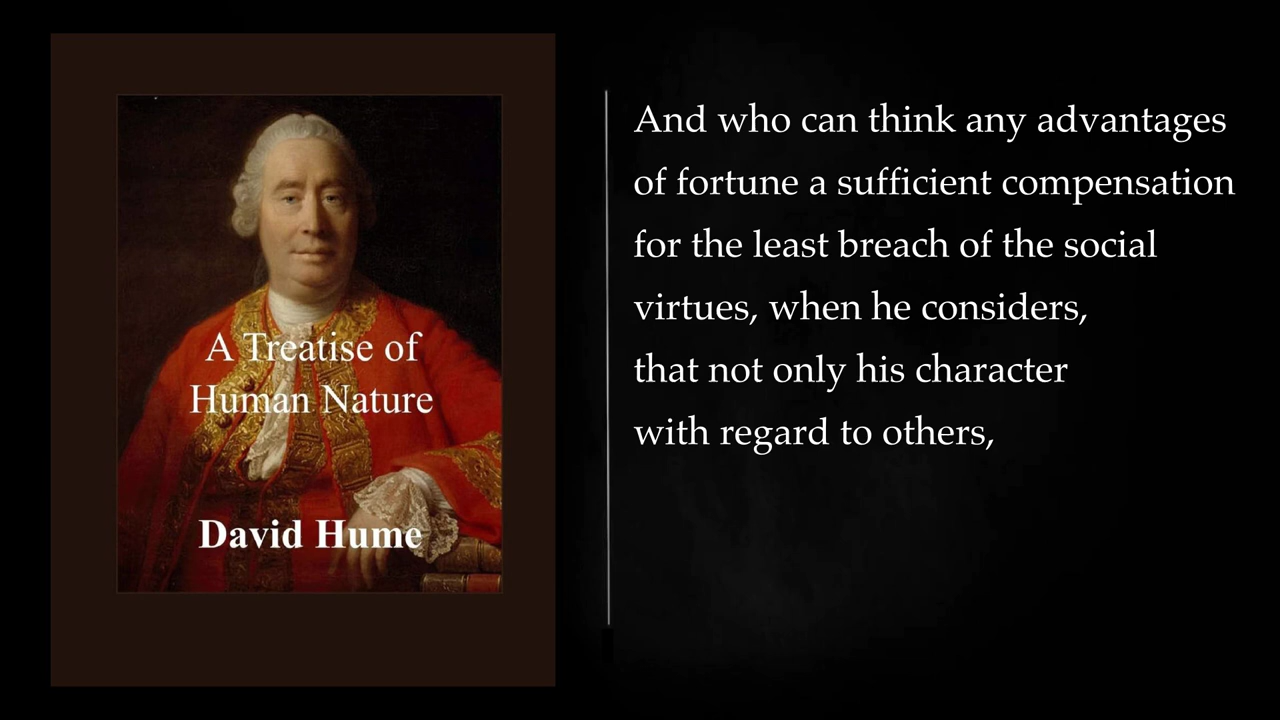 A Treatise of
Human Nature
David Hume
And who can think any advantages
of fortune a sufficient compensation
for the least breach of the social
virtues, when he considers,
that not only his character
with regard to others,